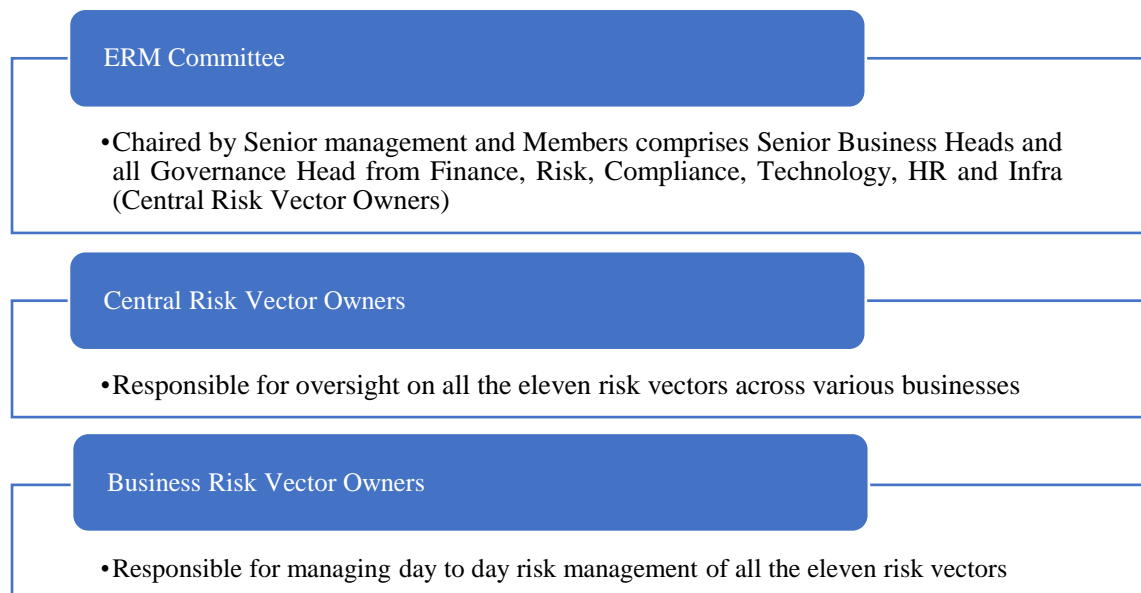 ERM Committee
•Chaired by Senior management and Members comprises Senior Business Heads and
all Governance Head from Finance, Risk, Compliance, Technology, HR and Infra
(Central Risk Vector Owners)
Central Risk Vector Owners
•Responsible for oversight on all the eleven risk vectors across various businesses
Business Risk Vector Owners
•Responsible for managing day to day risk management of all the eleven risk vectors